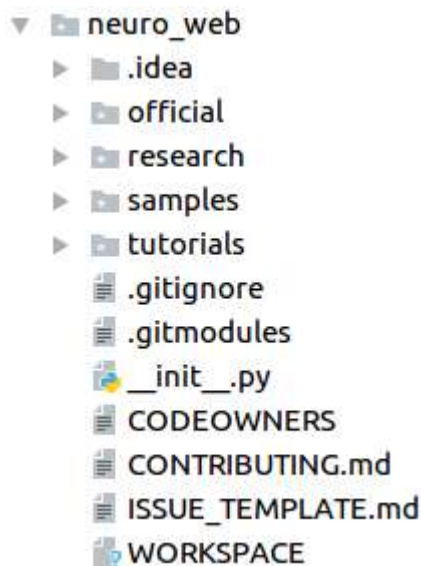 neuro_web
.idea
official
research
samples
tutorials
.gitignore
.gitmodules
__init__.py
CODEOWNERS
CONTRIBUTING.md
ISSUE_TEMPLATE.md
WORKSPACE